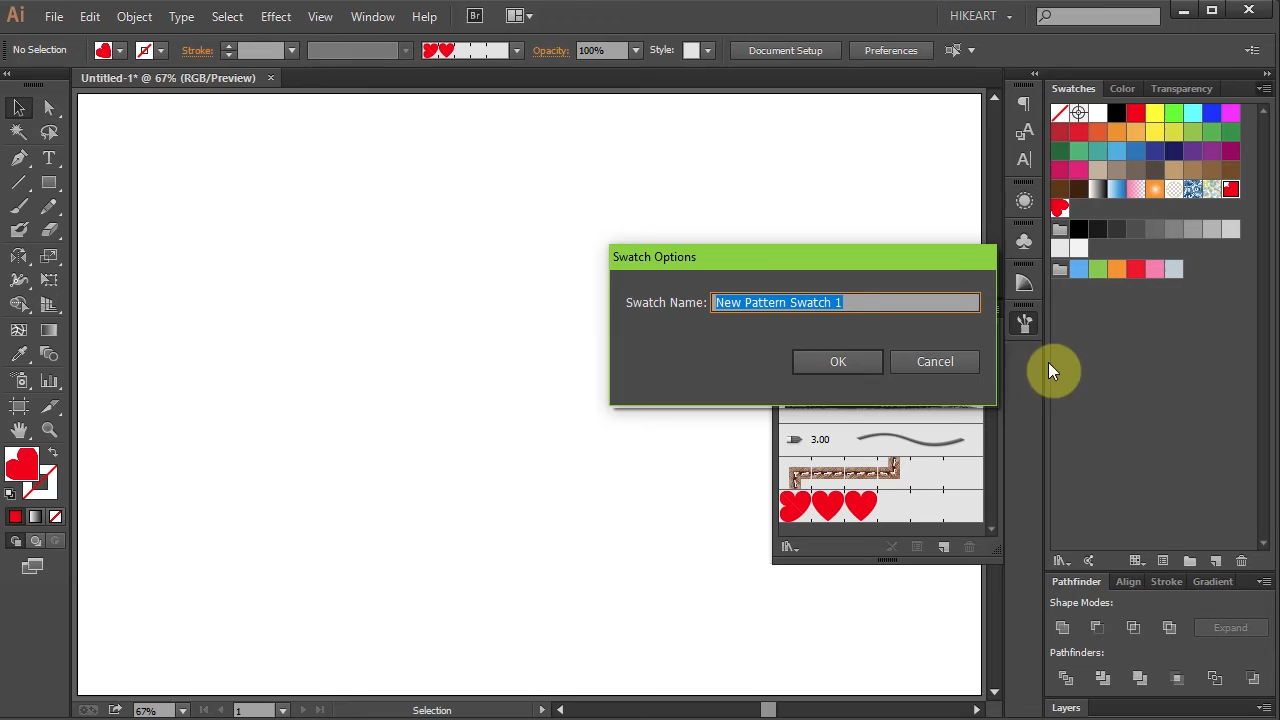 Ai File Edit Object Type Select Effect View Window Help Br HIKEART
No Selection Stroke: Opacity: 100% Style: Document Setup Preferences
Untitled-1* @ 67% (RGB/Preview)
Swatches Color Transparency
Swatch Options
Swatch Name: New Pattern Swatch 1
OK Cancel
3.00
Pathfinder Align Stroke Gradient
Shape Modes:
Expand
Pathfinders:
Layers
67% 1 Selection